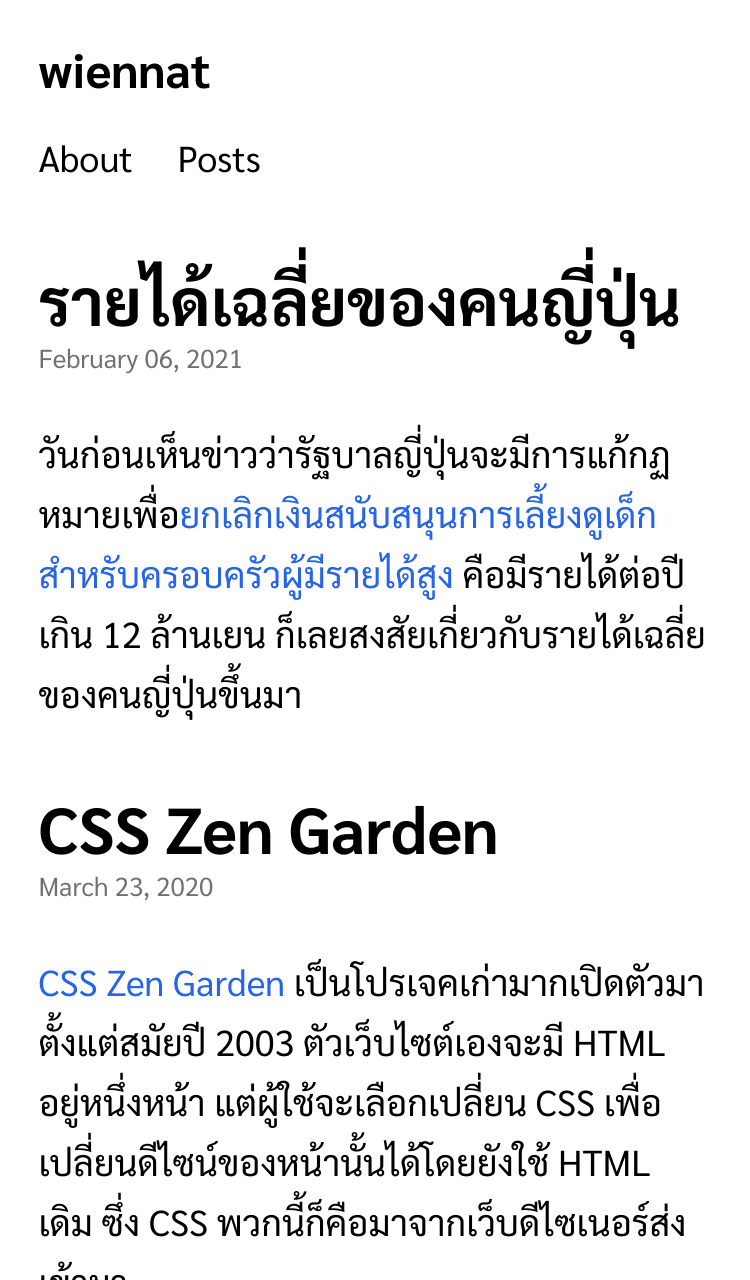 wiennat
About Posts
รายได้เฉลี่ยของคนญี่ปุ่น
February 06, 2021
วันก่อนเห็นข่าวว่ารัฐบาลญี่ปุ่นจะมีการแก้กฏ
หมายเพื่อยกเลิกเงินสนับสนุนการเลี้ยงดูเด็ก
สำหรับครอบครัวผู้มีรายได้สูง คือมีรายได้ต่อปี
เกิน 12 ล้านเยน ก็เลยสงสัยเกี่ยวกับรายได้เฉลี่ย
ของคนญี่ปุ่นขึ้นมา
CSS Zen Garden
March 23, 2020
CSS Zen Garden เป็นโปรเจคเก่ามากเปิดตัวมา
ตั้งแต่สมัยปี 2003 ตัวเว็บไซต์เองจะมี HTML
อยู่หนึ่งหน้า แต่ผู้ใช้จะเลือกเปลี่ยน CSS เพื่อ
เปลี่ยนดีไซน์ของหน้านั้นได้โดยยังใช้ HTML
เดิม ซึ่ง CSS พวกนี้ก็คือมาจากเว็บดีไซเนอร์ส่ง